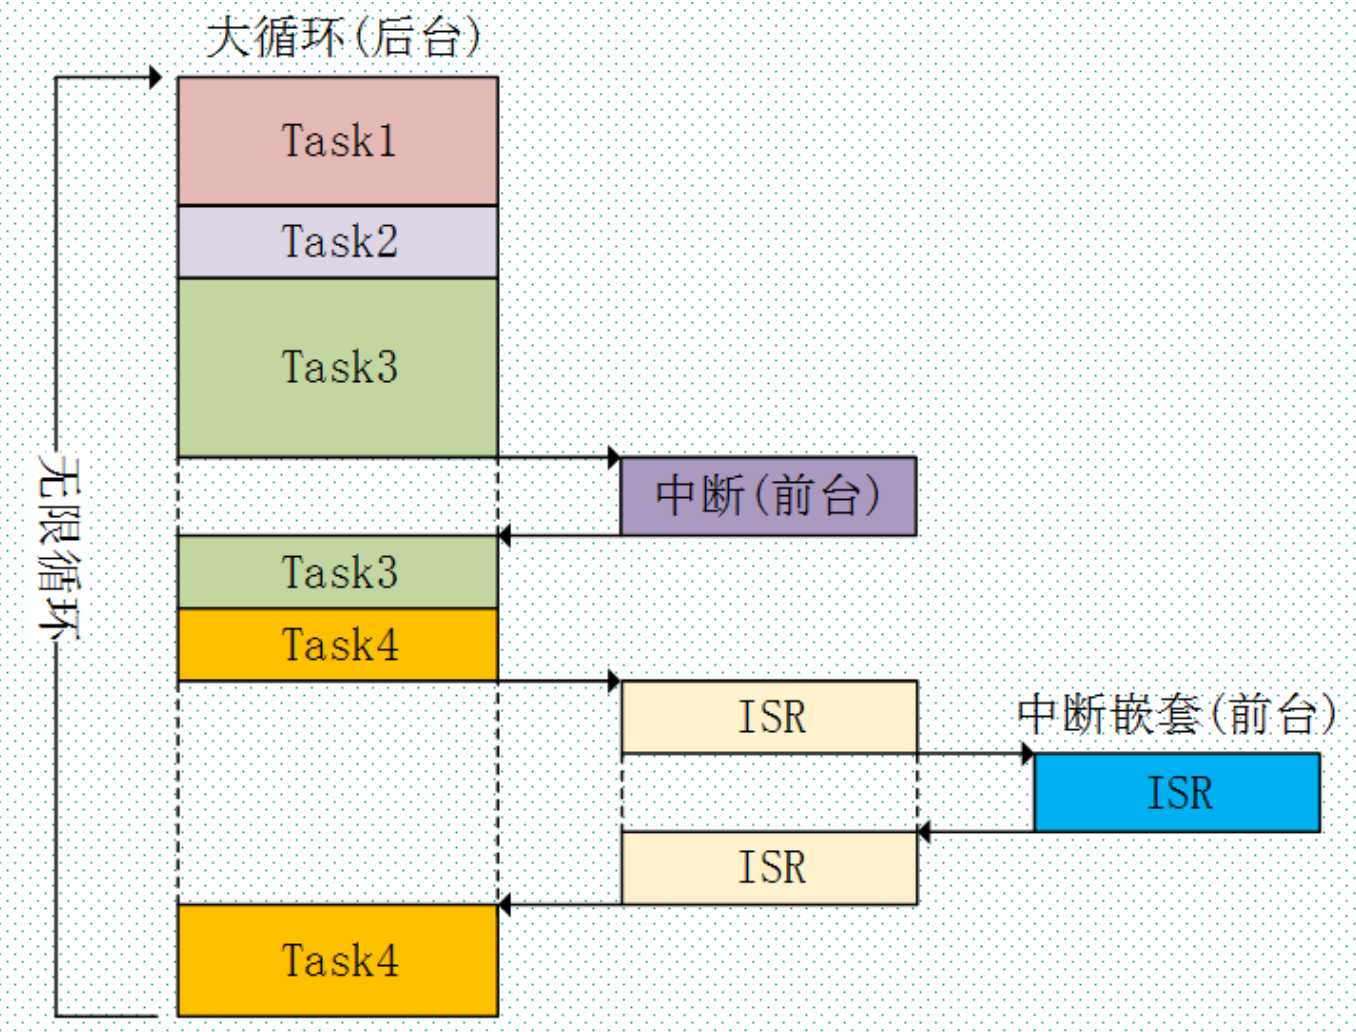 大循环(后台)
Task1
Task2
Task3
中断(前台)
无限循环
Task3
Task4
ISR
中断嵌套(前台)
ISR
ISR
Task4